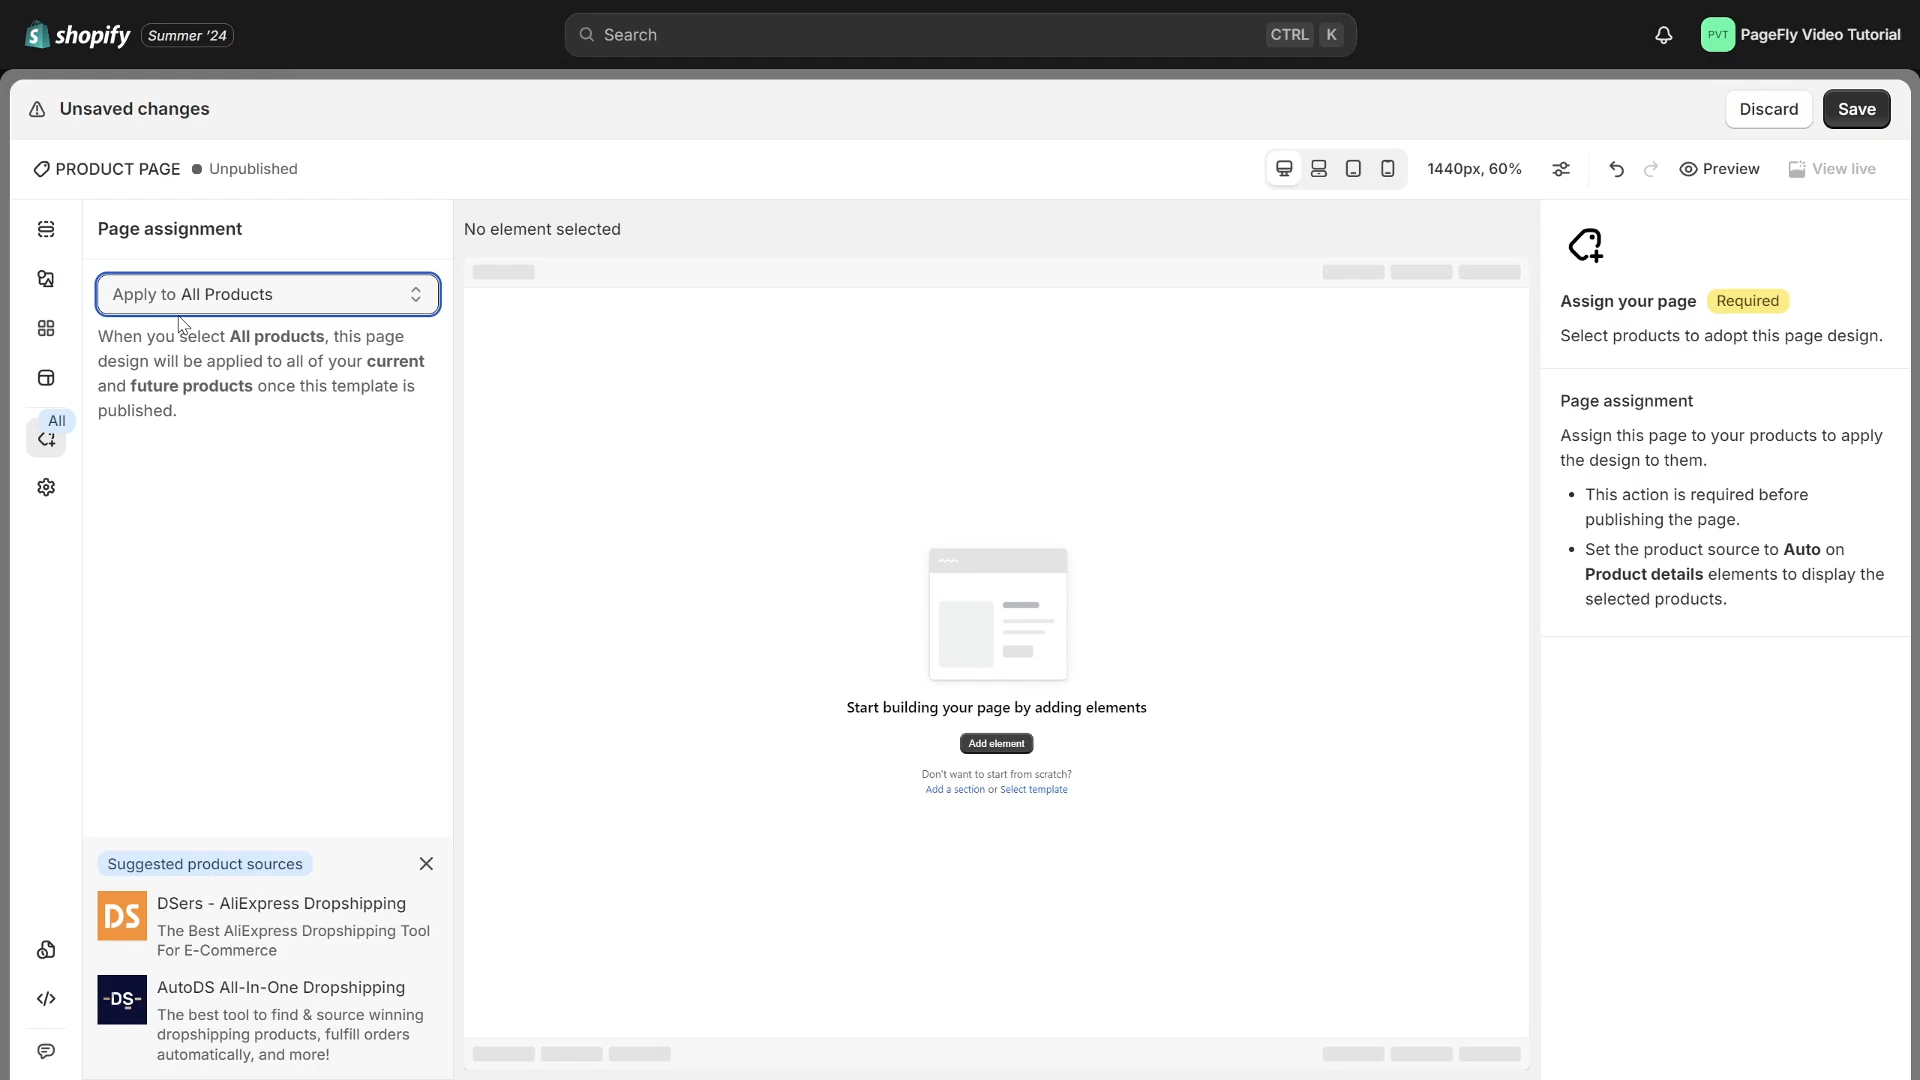 shopify Summer '24
Search CTRL K
PVT PageFly Video Tutorial
Unsaved changes
Discard Save
PRODUCT PAGE Unpublished
1440px, 60% Preview View live
Page assignment
Apply to All Products
When you select All products, this page
design will be applied to all of your current
and future products once this template is
published.
All
Suggested product sources
DS
DSers - AliExpress Dropshipping
The Best AliExpress Dropshipping Tool
For E-Commerce
-DS-
AutoDS All-In-One Dropshipping
The best tool to find & source winning
dropshipping products, fulfill orders
automatically, and more!
No element selected
Start building your page by adding elements
Add element
Don't want to start from scratch?
Add a section or Select template
Assign your page Required
Select products to adopt this page design.
Page assignment
Assign this page to your products to apply
the design to them.
• This action is required before
publishing the page.
• Set the product source to Auto on
Product details elements to display the
selected products.